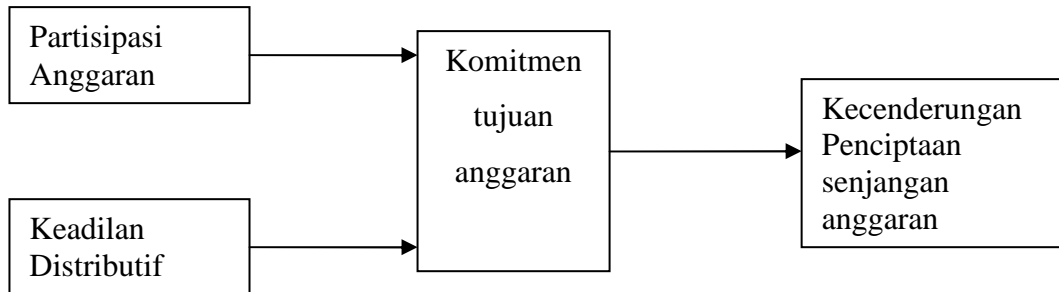 Partisipasi
Anggaran
Komitmen
tujuan
anggaran
Kecenderungan
Penciptaan
senjangan
anggaran
Keadilan
Distributif